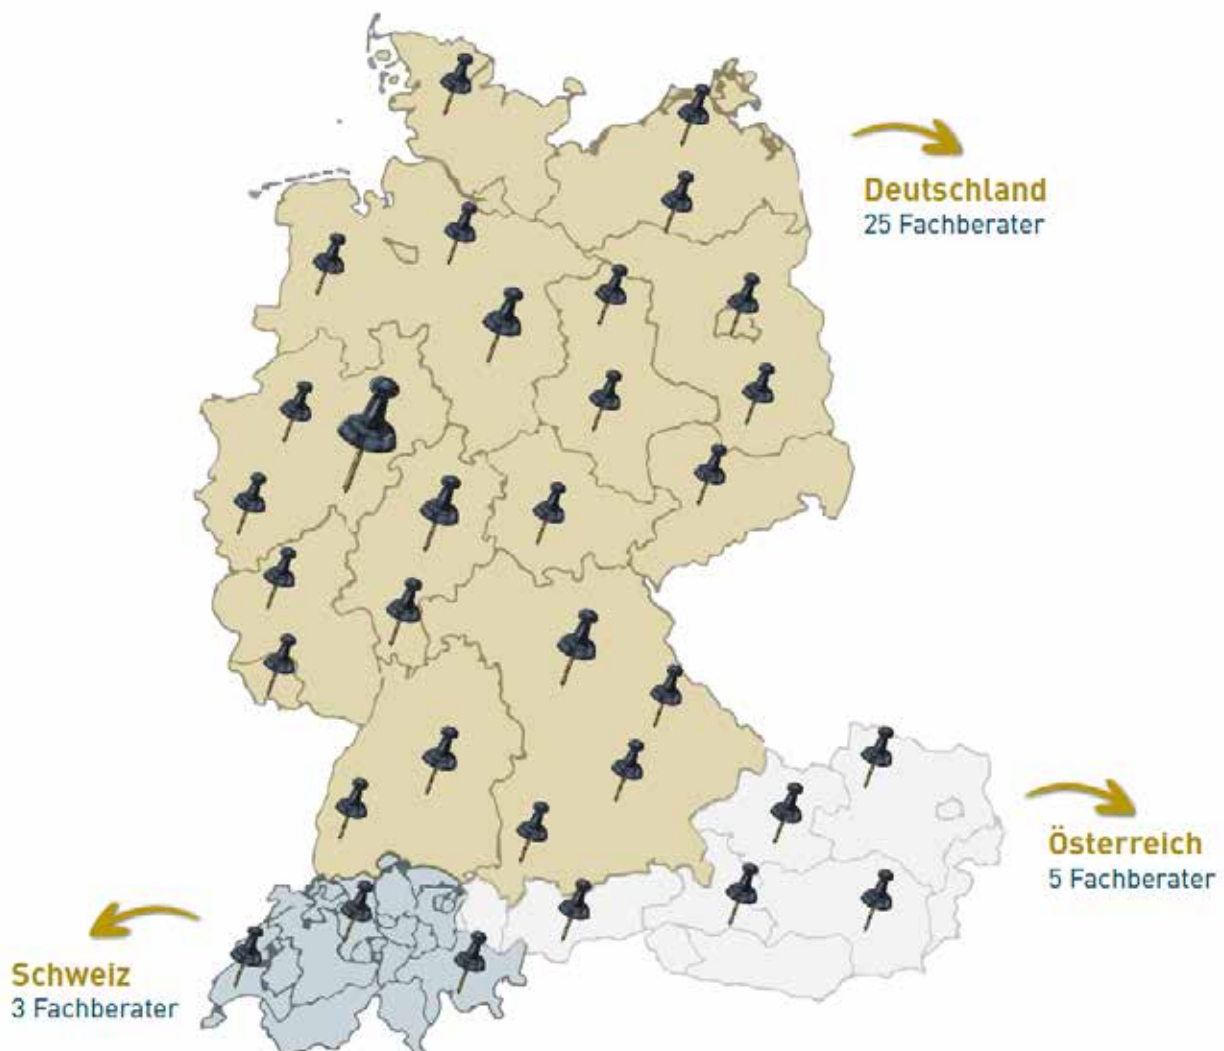 Deutschland
25 Fachberater
Österreich
5 Fachberater
Schweiz
3 Fachberater